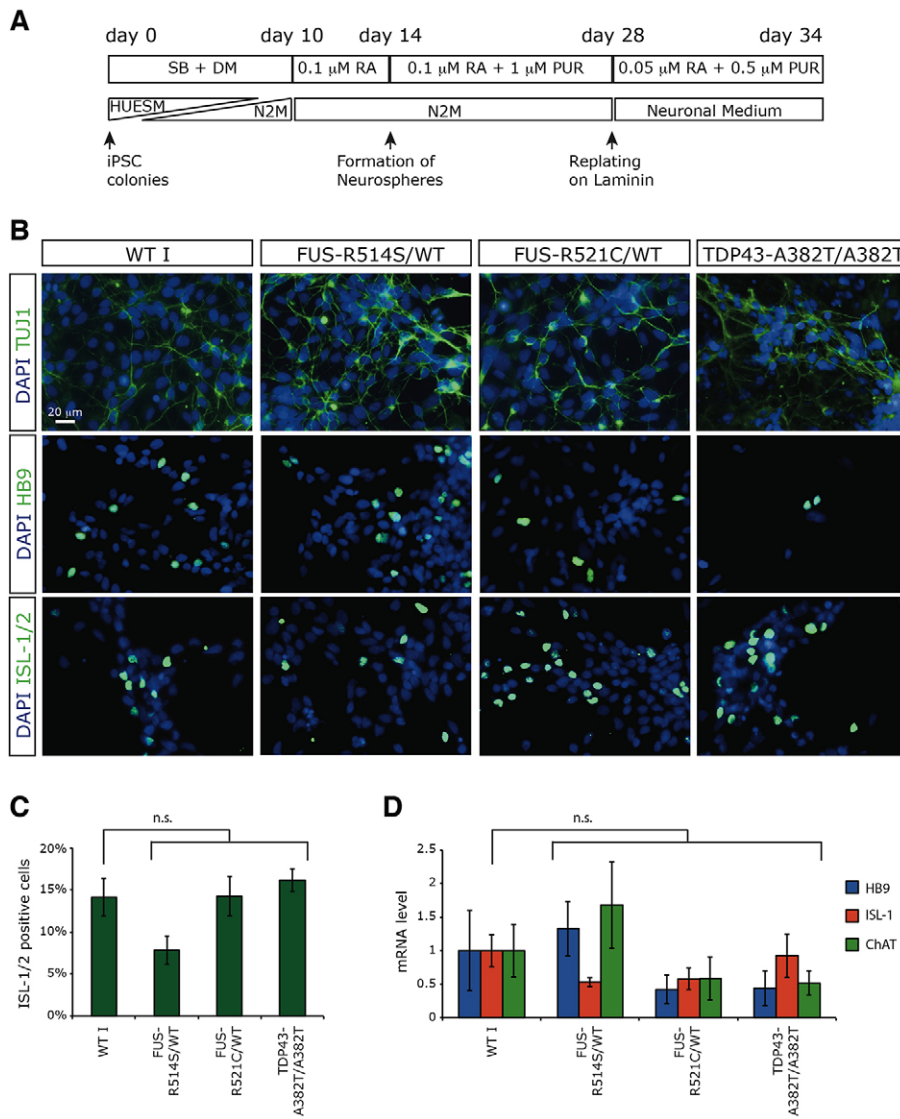 A
day 0 day 10 day 14 day 28 day 34
SB + DM 0.1 μM RA 0.1 μM RA + 1 μM PUR 0.05 μM RA + 0.5 μM PUR
HUESM N2M N2M Neuronal Medium
iPSC colonies
Formation of Neurospheres
Replating on Laminin
B
WT I FUS-R514S/WT FUS-R521C/WT TDP43-A382T/A382T
DAPI TUJ1
20 μm
DAPI HB9
DAPI ISL-1/2
C
n.s.
20%
15%
10%
5%
0%
ISL-1/2 positive cells
WT I
FUS-
R514S/WT
FUS-
R521C/WT
TDP43-
A382T/A382T
D
n.s.
2.5
2
1.5
1
0.5
0
mRNA level
WT I
FUS-
R514S/WT
FUS-
R521C/WT
TDP43-
A382T/A382T
HB9
ISL-1
ChAT